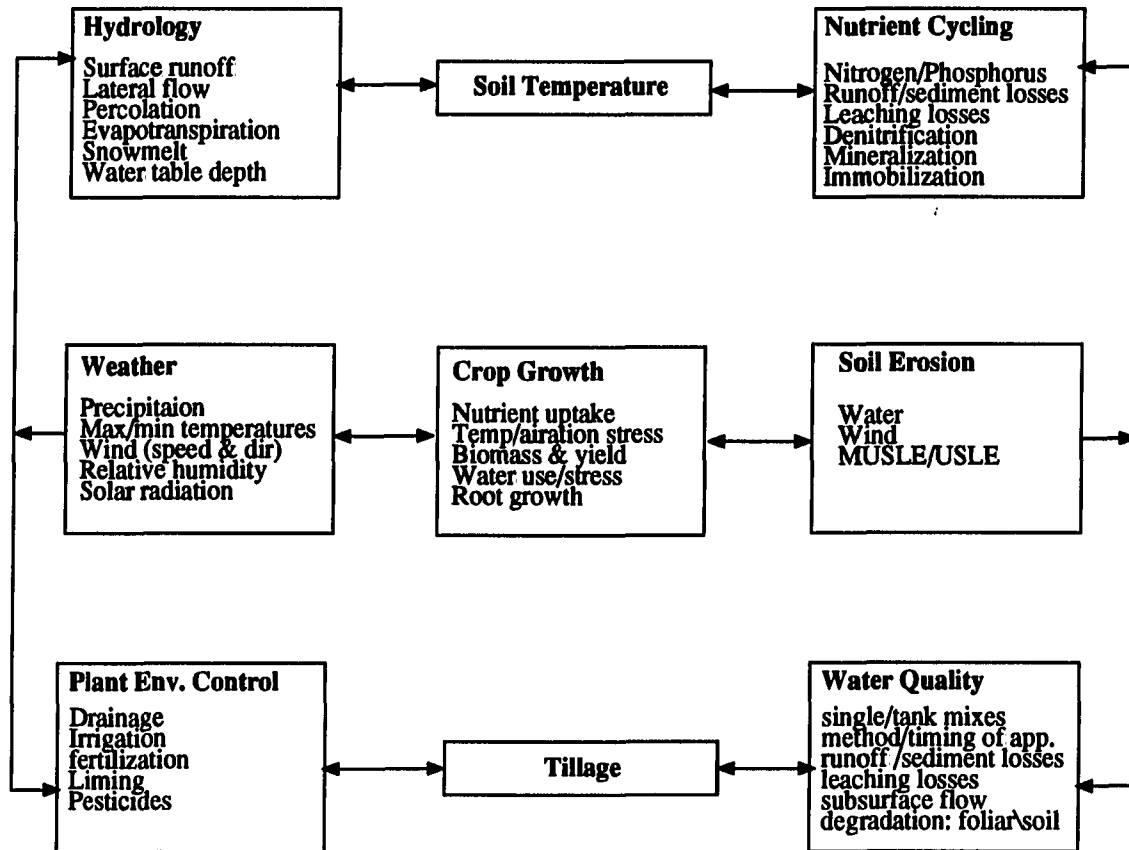 Hydrology
Surface runoff
Lateral flow
Percolation
Evapotranspiration
Snowmelt
Water table depth
Soil Temperature
Nutrient Cycling
Nitrogen/Phosphorus
Runoff/sediment losses
Leaching losses
Denitrification
Mineralization
Immobilization
Weather
Precipitaion
Max/min temperatures
Wind (speed & dir)
Relative humidity
Solar radiation
Crop Growth
Nutrient uptake
Temp/airation stress
Biomass & yield
Water use/stress
Root growth
Soil Erosion
Water
Wind
MUSLE/USLE
Plant Env. Control
Drainage
Irrigation
fertilization
Liming
Pesticides
Tillage
Water Quality
single/tank mixes
method/timing of app.
runoff /sediment losses
leaching losses
subsurface flow
degradation: foliar\soil